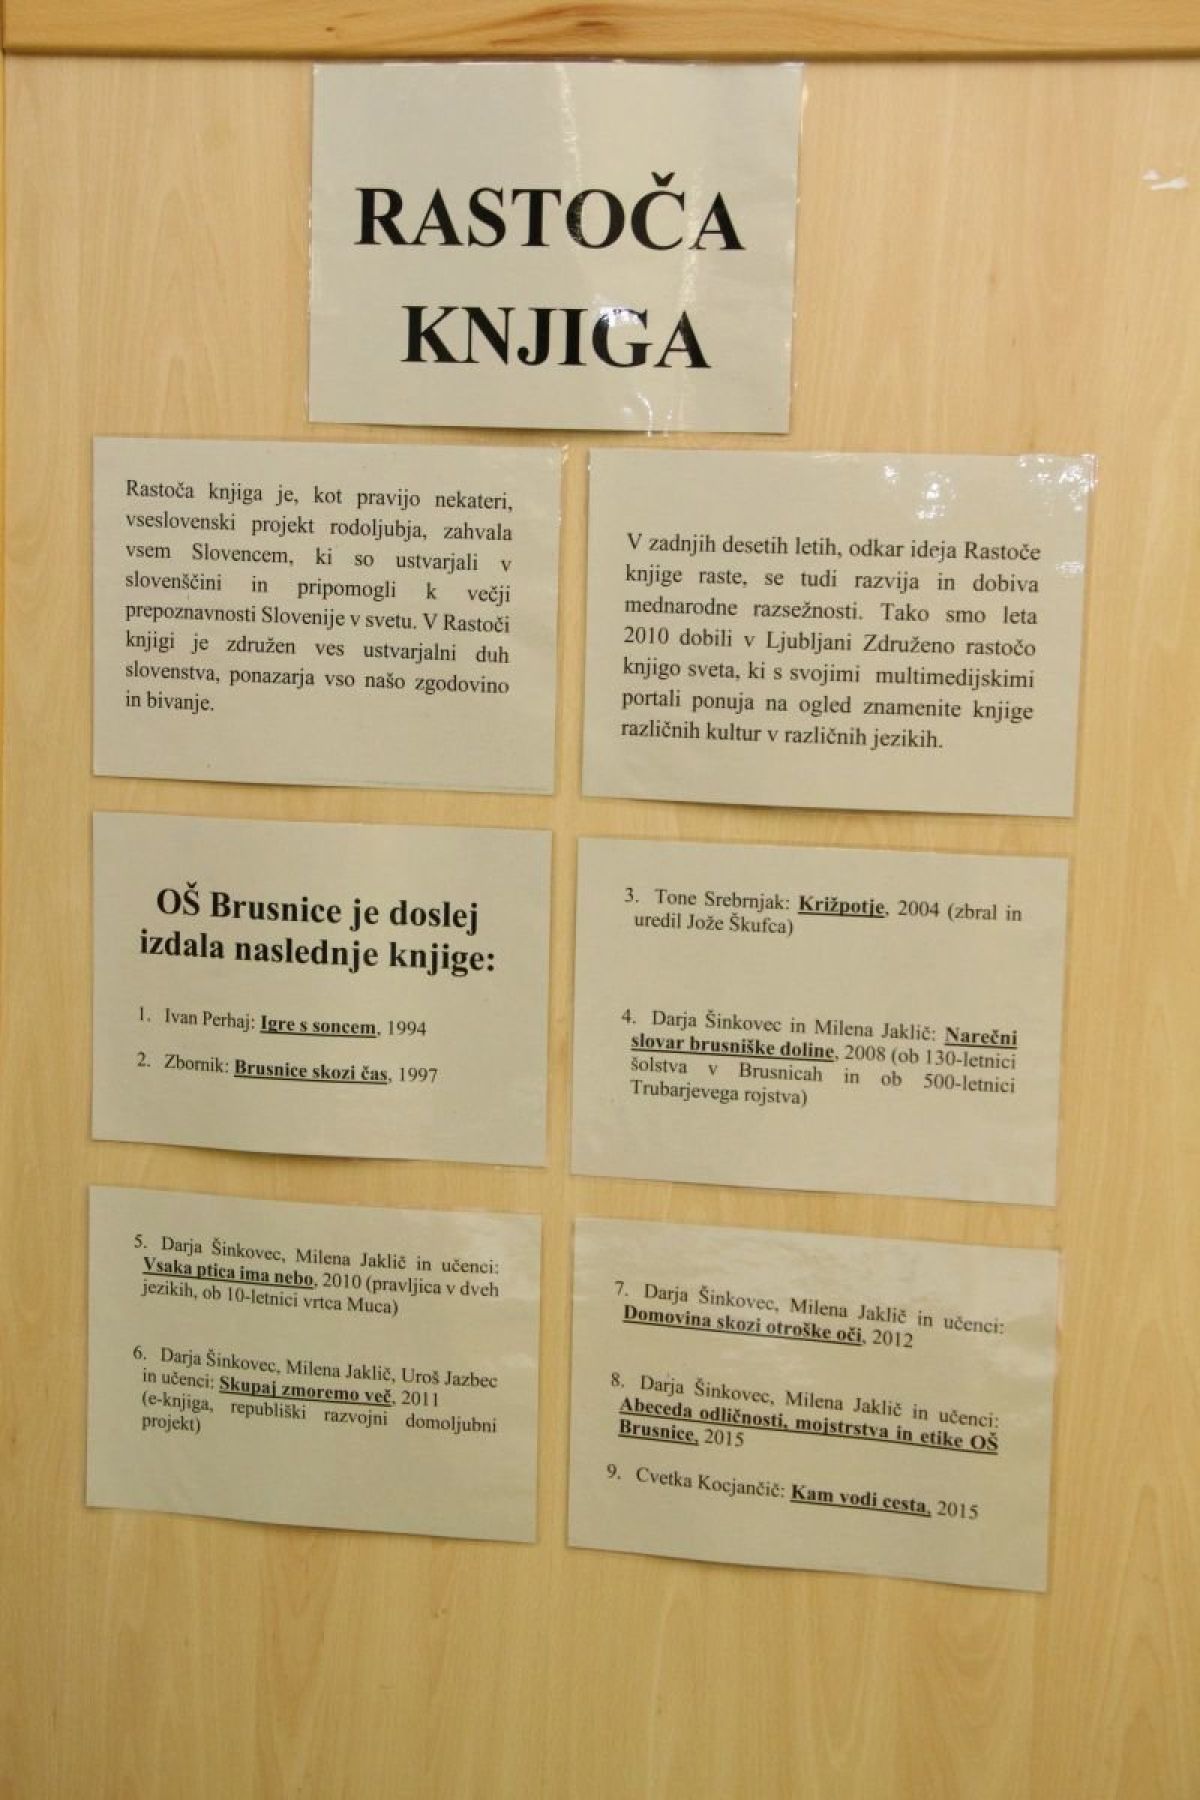 RASTOČA
KNJIGA
Rastoča knjiga je, kot pravijo nekateri,
vseslovenski projekt rodoljubja, zahvala
vsem Slovencem, ki so ustvarjali v
slovenščini in pripomogli k večji
prepoznavnosti Slovenije v svetu. V Rastoči
knjigi je združen ves ustvarjalni duh
slovenstva, ponazarja vso našo zgodovino
in bivanje.
V zadnjih desetih letih, odkar ideja Rastoče
knjige raste, se tudi razvija in dobiva
mednarodne razsežnosti. Tako smo leta
2010 dobili v Ljubljani Združeno rastočo
knjigo sveta, ki s svojimi multimedijskimi
portali ponuja na ogled znamenite knjige
različnih kultur v različnih jezikih.
OŠ Brusnice je doslej
izdala naslednje knjige:
1. Ivan Perhaj: Igre s soncem, 1994
2. Zbornik: Brusnice skozi čas, 1997
3. Tone Srebrnjak: Križpotje, 2004 (zbral in
uredil Jože Škufca)
4. Darja Šinkovec in Milena Jaklič: Narečni
slovar brusniške doline, 2008 (ob 130-letnici
šolstva v Brusnicah in ob 500-letnici
Trubarjevega rojstva)
5. Darja Šinkovec, Milena Jaklič in učenci:
Vsaka ptica ima nebo, 2010 (pravljica v dveh
jezikih, ob 10-letnici vrtca Muca)
6. Darja Šinkovec, Milena Jaklič, Uroš Jazbec
in učenci: Skupaj zmoremo več, 2011
(e-knjiga, republiški razvojni domoljubni
projekt)
7. Darja Šinkovec, Milena Jaklič in učenci:
Domovina skozi otroške oči, 2012
8. Darja Šinkovec, Milena Jaklič in učenci:
Abeceda odličnosti, mojstrstva in etike OŠ
Brusnice, 2015
9. Cvetka Kocjančič: Kam vodi cesta, 2015